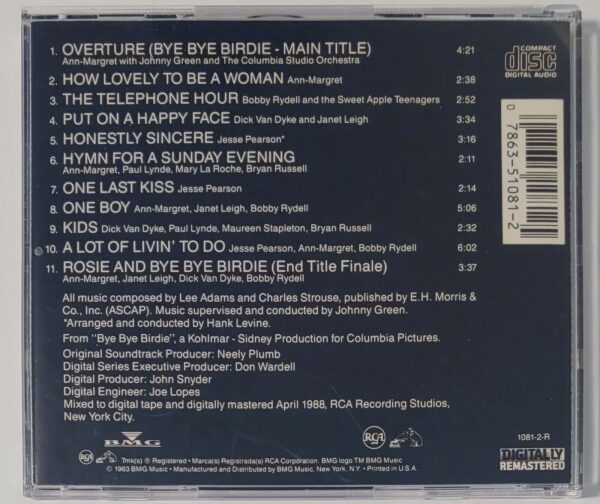 1. OVERTURE (BYE BYE BIRDIE - MAIN TITLE) 4:21
Ann-Margret with Johnny Green and The Columbia Studio Orchestra
2. HOW LOVELY TO BE A WOMAN Ann-Margret 2:38
3. THE TELEPHONE HOUR Bobby Rydell and the Sweet Apple Teenagers 2:52
4. PUT ON A HAPPY FACE Dick Van Dyke and Janet Leigh 3:34
5. HONESTLY SINCERE Jesse Pearson* 3:16
6. HYMN FOR A SUNDAY EVENING 2:11
Ann-Margret, Paul Lynde, Mary La Roche, Bryan Russell
7. ONE LAST KISS Jesse Pearson 2:14
8. ONE BOY Ann-Margret, Janet Leigh, Bobby Rydell 5:06
9. KIDS Dick Van Dyke, Paul Lynde, Maureen Stapleton, Bryan Russell 2:32
10. A LOT OF LIVIN' TO DO Jesse Pearson, Ann-Margret, Bobby Rydell 6:02
11. ROSIE AND BYE BYE BIRDIE (End Title Finale) 3:37
Ann-Margret, Janet Leigh, Dick Van Dyke, Bobby Rydell
COMPACT
disc
DIGITAL AUDIO
0 7863-51081-2
All music composed by Lee Adams and Charles Strouse, published by E.H. Morris &
Co., Inc. (ASCAP). Music supervised and conducted by Johnny Green.
*Arranged and conducted by Hank Levine.
From "Bye Bye Birdie", a Kohlmar - Sidney Production for Columbia Pictures.
Original Soundtrack Producer: Neely Plumb
Digital Series Executive Producer: Don Wardell
Digital Producer: John Snyder
Digital Engineer: Joe Lopes
Mixed to digital tape and digitally mastered April 1988, RCA Recording Studios,
New York City.
BMG
RCA
1081-2-R
RCA Tmk(s) ® Registered • Marca(s) Registrada(s) RCA Corporation. BMG logo TM BMG Music
© 1963 BMG Music • Manufactured and Distributed by BMG Music. New York, N.Y. • Printed in U.S.A.
DIGITALLY
REMASTERED